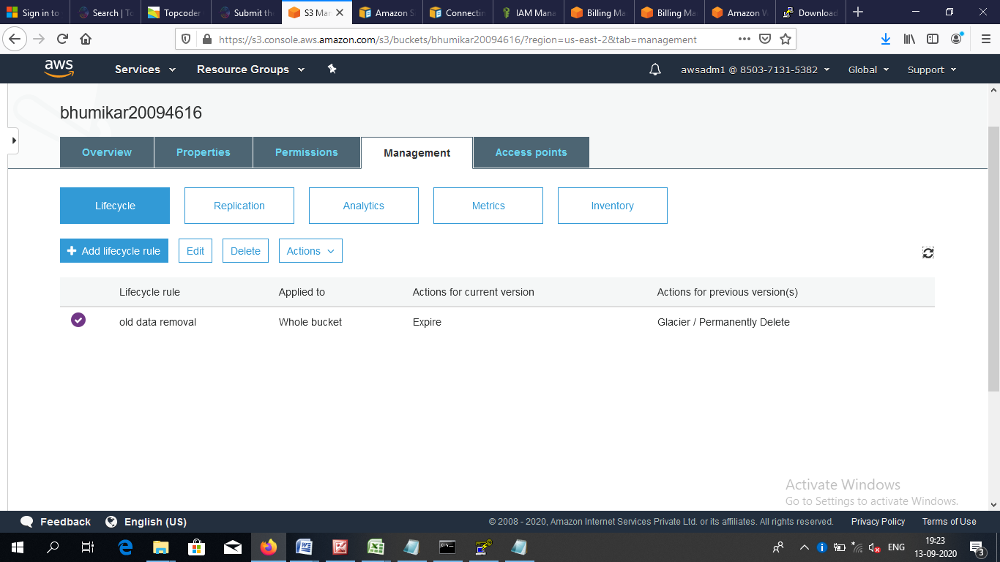 Sign in to
Search | To
Topcoder
Submit the
S3 Man
Amazon S
Connectin
IAM Mana
Billing Ma
Billing Ma
Amazon W
Download
https://s3.console.aws.amazon.com/s3/buckets/bhumikar20094616/?region=us-east-2&tab=management
aws
Services
Resource Groups
awsadm1 @ 8503-7131-5382
Global
Support
bhumikar20094616
Overview
Properties
Permissions
Management
Access points
Lifecycle
Replication
Analytics
Metrics
Inventory
+ Add lifecycle rule
Edit
Delete
Actions
Lifecycle rule
Applied to
Actions for current version
Actions for previous version(s)
old data removal
Whole bucket
Expire
Glacier / Permanently Delete
Activate Windows
Go to Settings to activate Windows.
Feedback
English (US)
© 2008 - 2020, Amazon Internet Services Private Ltd. or its affiliates. All rights reserved.
Privacy Policy
Terms of Use
ENG
19:23
13-09-2020
3